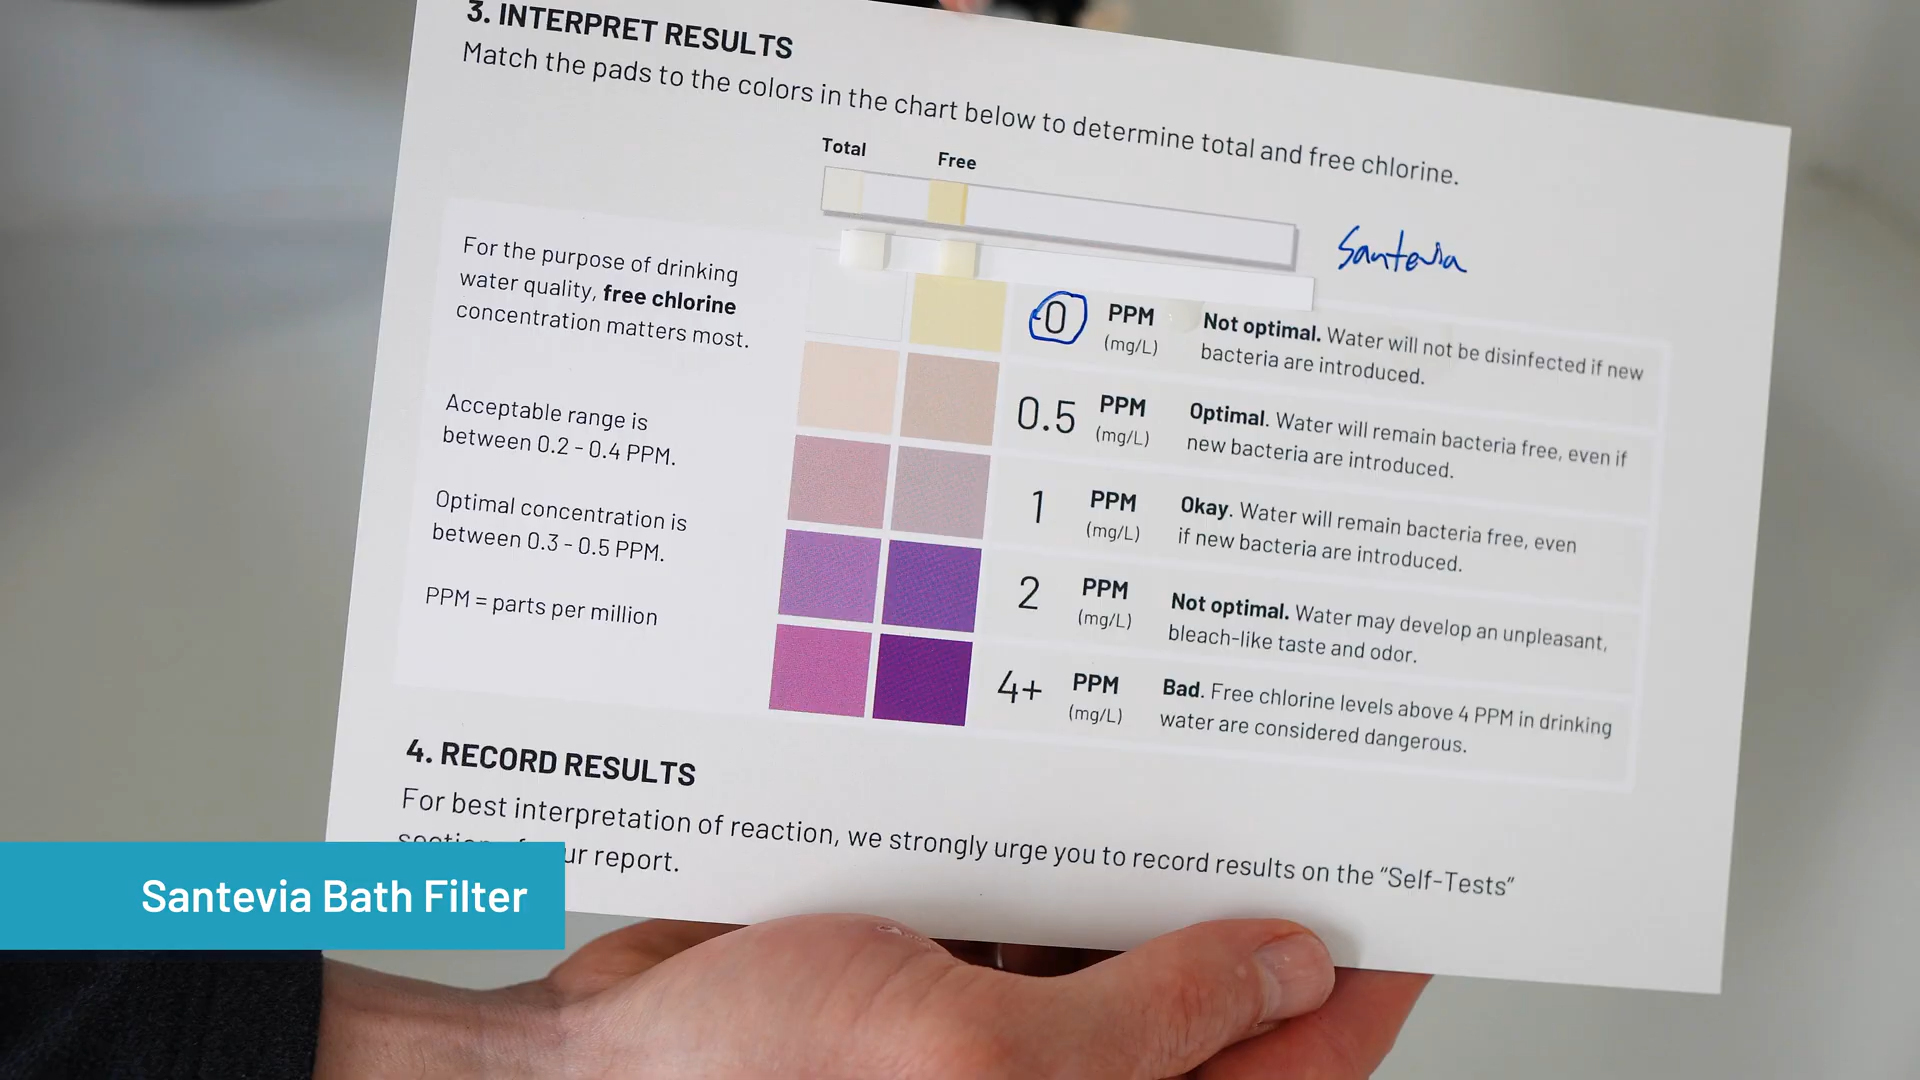 3. INTERPRET RESULTS
Match the pads to the colors in the chart below to determine total and free chlorine.
Total
Free
Santevia
For the purpose of drinking
water quality, free chlorine
concentration matters most.
Acceptable range is
between 0.2 - 0.4 PPM.
Optimal concentration is
between 0.3 - 0.5 PPM.
PPM = parts per million
0 PPM (mg/L)
Not optimal. Water will not be disinfected if new
bacteria are introduced.
0.5 PPM (mg/L)
Optimal. Water will remain bacteria free, even if
new bacteria are introduced.
1 PPM (mg/L)
Okay. Water will remain bacteria free, even
if new bacteria are introduced.
2 PPM (mg/L)
Not optimal. Water may develop an unpleasant,
bleach-like taste and odor.
4+ PPM (mg/L)
Bad. Free chlorine levels above 4 PPM in drinking
water are considered dangerous.
4. RECORD RESULTS
For best interpretation of reaction, we strongly urge you to record results on the “Self-Tests”
report.
Santevia Bath Filter